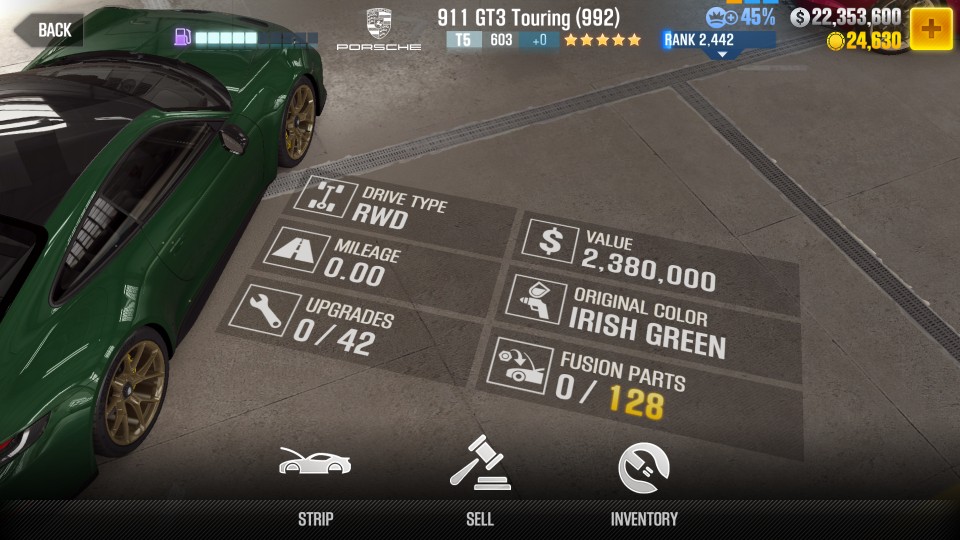 BACK
PORSCHE
911 GT3 Touring (992)
T5 603 +0
45%
RANK 2,442
$ 22,353,600
24,630
DRIVE TYPE
RWD
MILEAGE
0.00
UPGRADES
0 / 42
$ VALUE
2,380,000
ORIGINAL COLOR
IRISH GREEN
FUSION PARTS
0 / 128
STRIP
SELL
INVENTORY